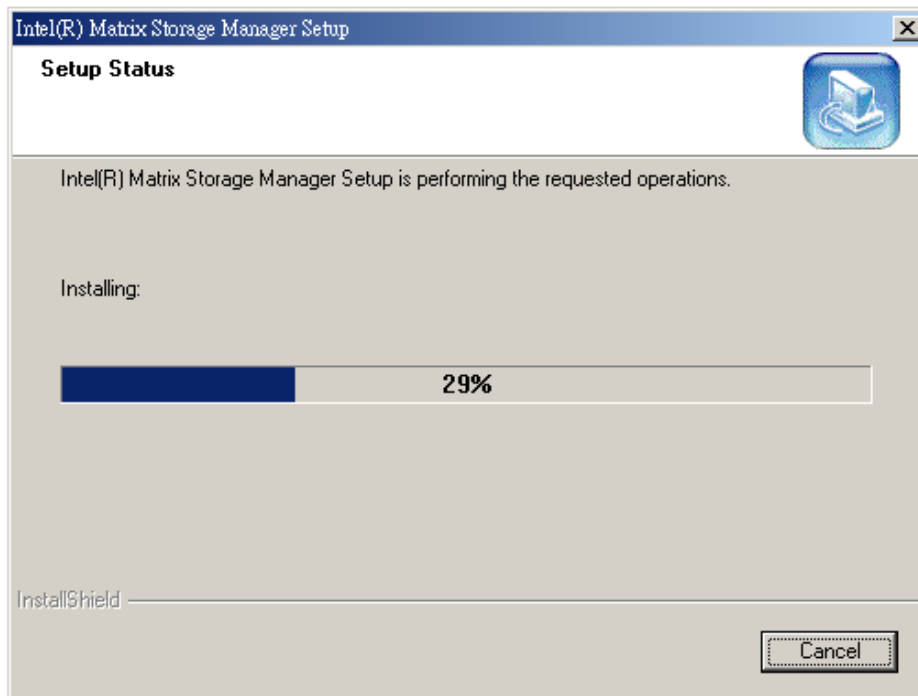 Intel(R) Matrix Storage Manager Setup
Setup Status
Intel(R) Matrix Storage Manager Setup is performing the requested operations.
Installing:
29%
InstallShield
Cancel